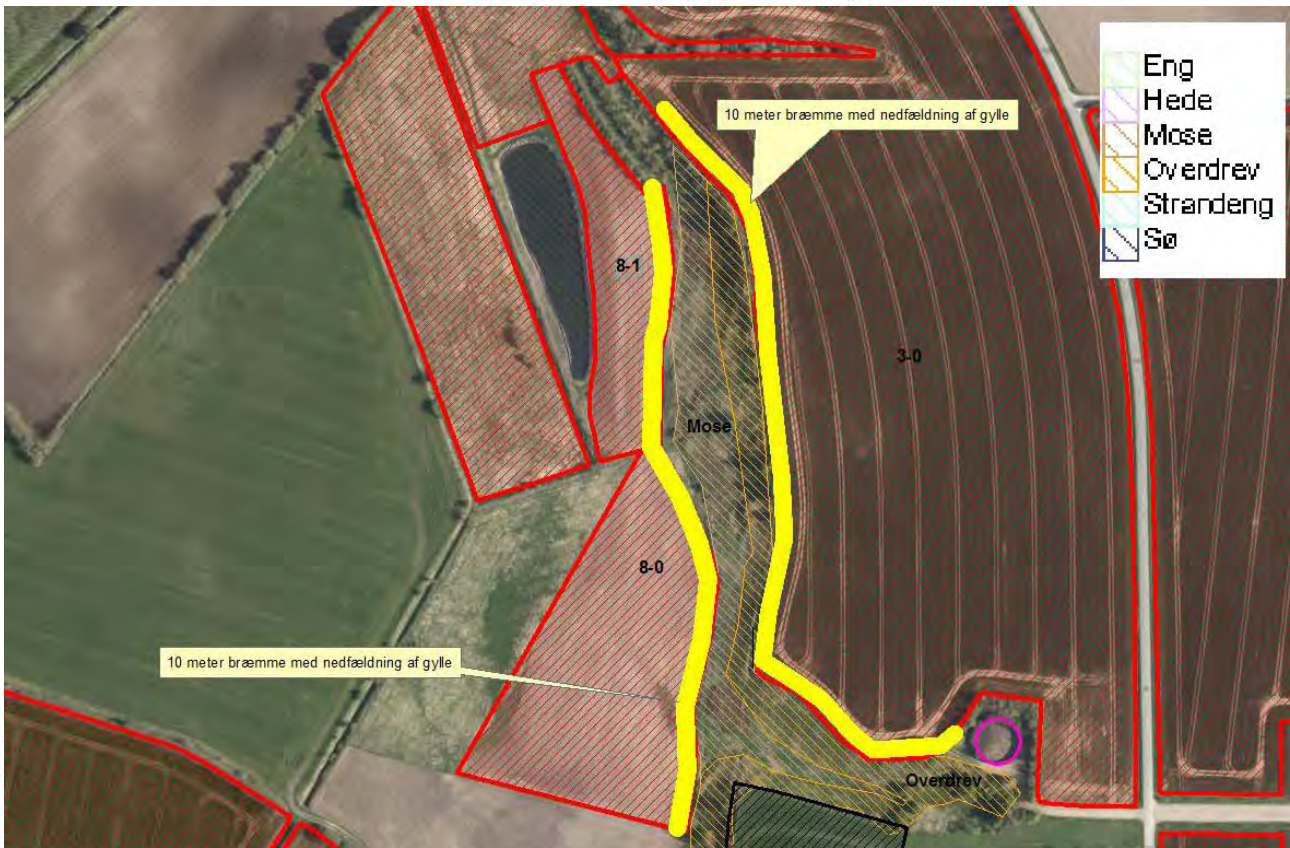 Eng
Hede
Mose
Overdrev
Strandeng
Sø
10 meter bræmme med nedfældning af gylle
8-1
3-0
Mose
8-0
10 meter bræmme med nedfældning af gylle
Overdrev